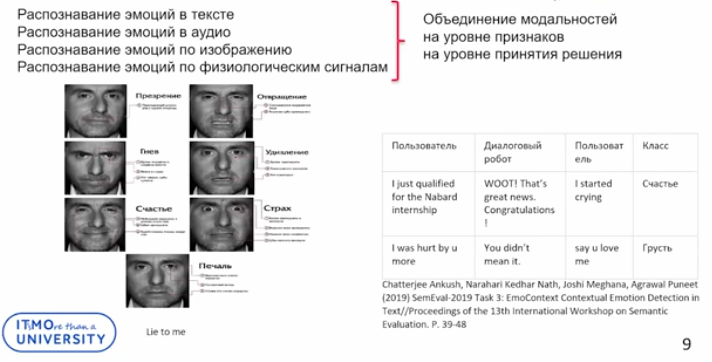 Распознавание эмоций в тексте
Распознавание эмоций в аудио
Распознавание эмоций по изображению
Распознавание эмоций по физиологическим сигналам
Объединение модальностей
на уровне признаков
на уровне принятия решения
Презрение
Отвращение
Гнев
Удивление
Счастье
Страх
Печаль
Lie to me
Пользователь
Диалоговый
робот
Пользоват
ель
Класс
I just qualified
for the Nabard
internship
WOOT! That's
great news.
Congratulations
!
I started
crying
Счастье
I was hurt by u
more
You didn't
mean it.
say u love
me
Грусть
Chatterjee Ankush, Narahari Kedhar Nath, Joshi Meghana, Agrawal Puneet
(2019) SemEval-2019 Task 3: EmoContext Contextual Emotion Detection in
Text//Proceedings of the 13th International Workshop on Semantic
Evaluation. P. 39-48
ITMOre than a
UNIVERSITY
9